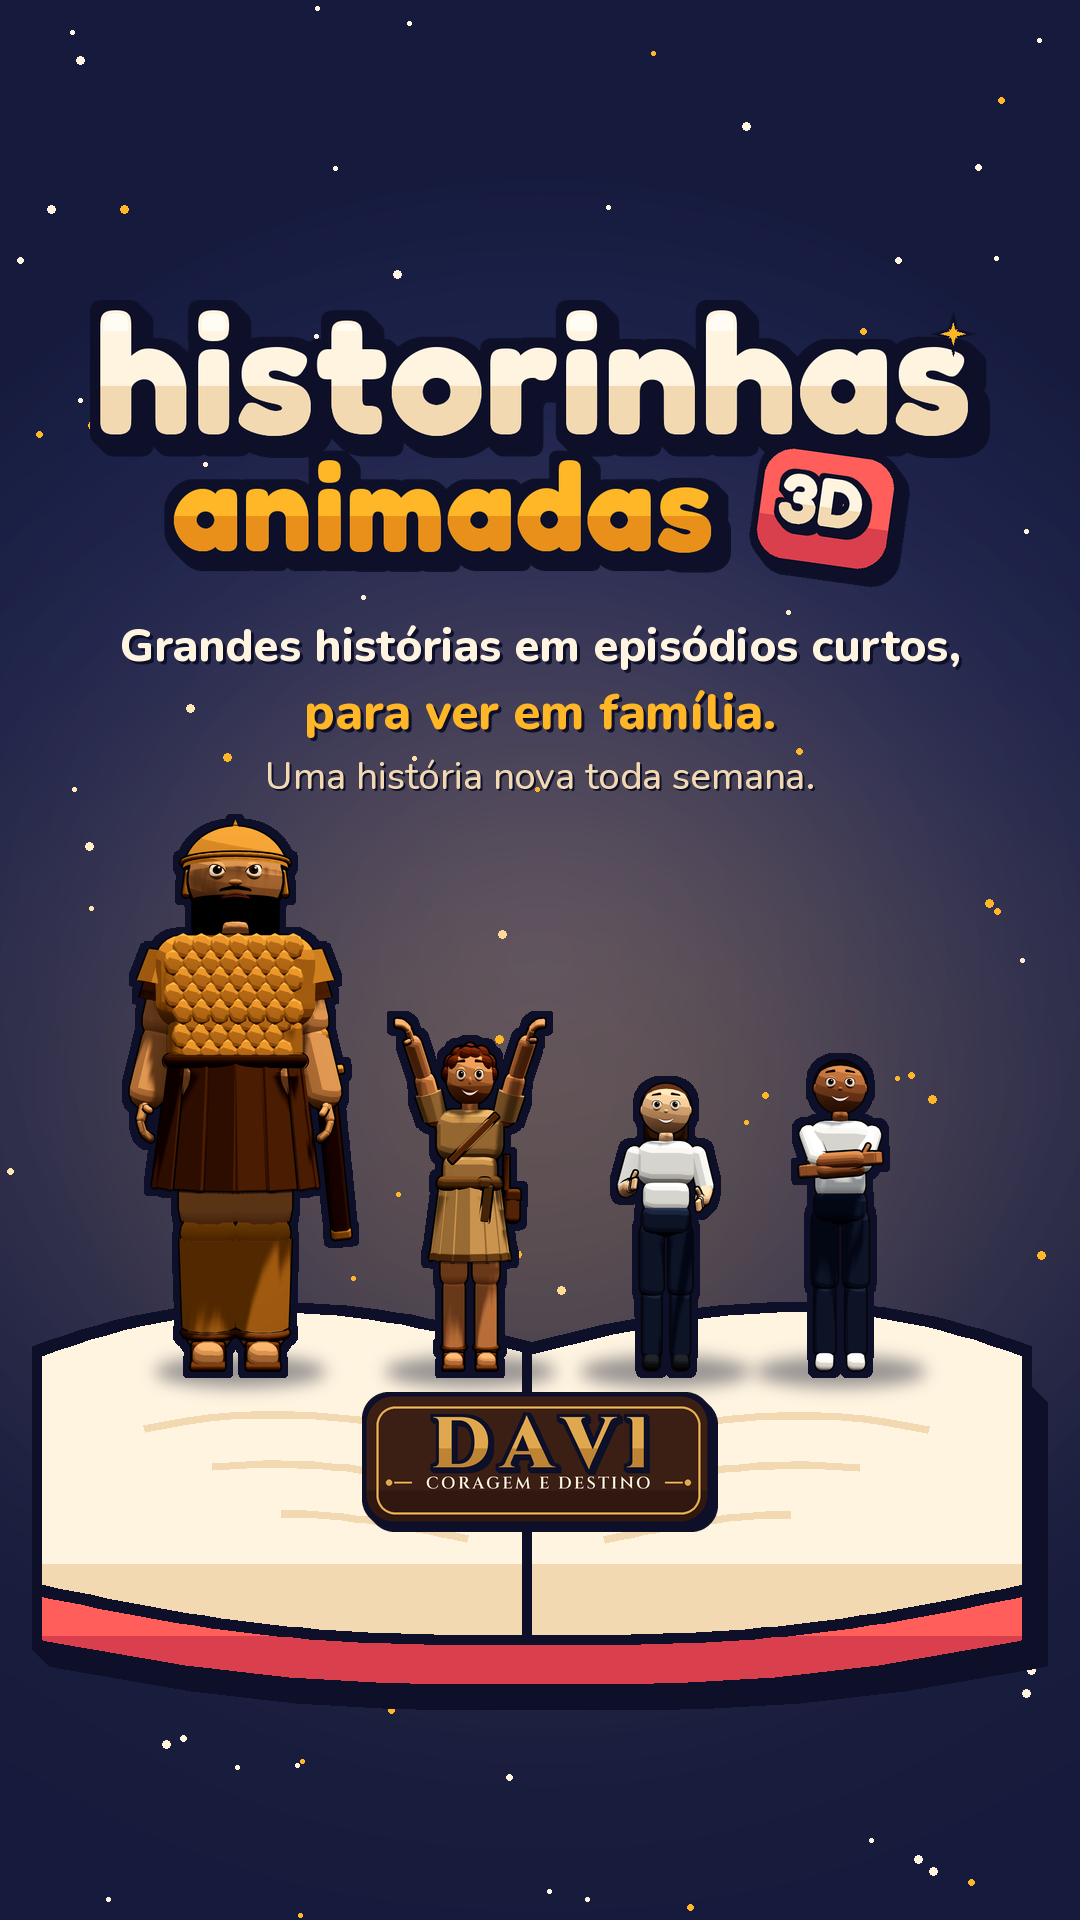 historinhas
animadas 3D
Grandes histórias em episódios curtos,
para ver em família.
Uma história nova toda semana.
DAVI
CORAGEM E DESTINO